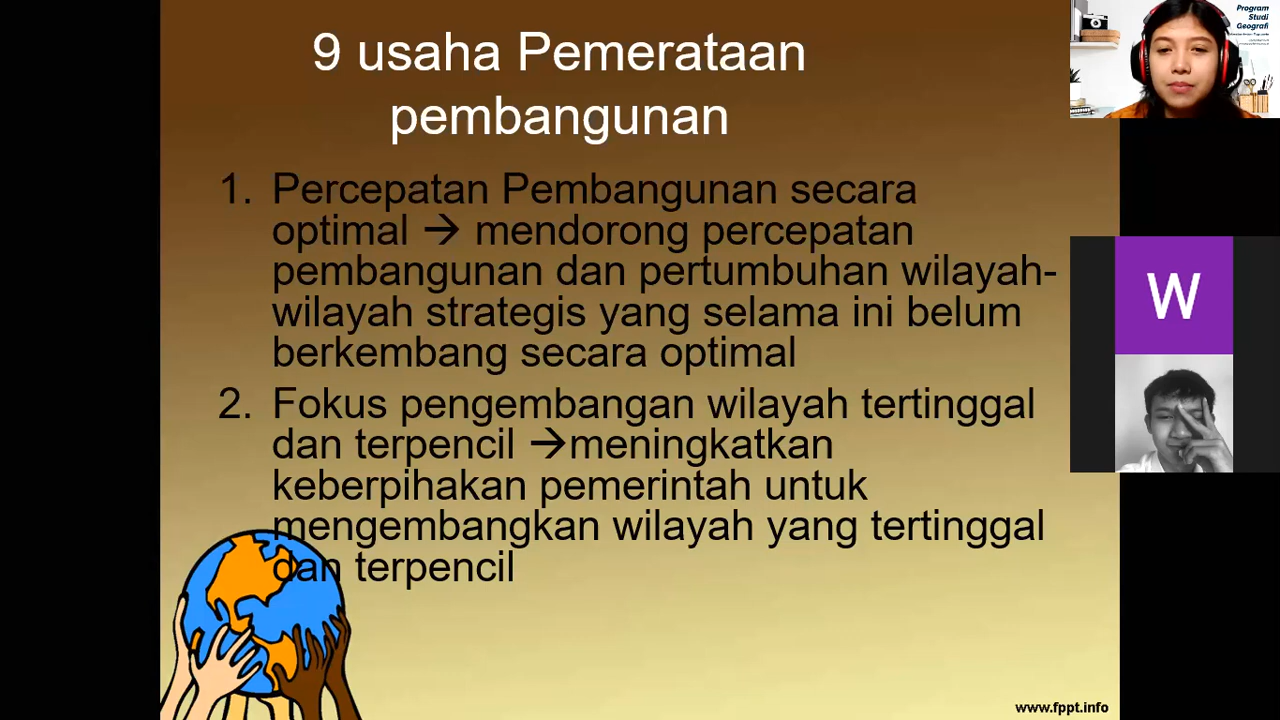 9 usaha Pemerataan
pembangunan
1. Percepatan Pembangunan secara
optimal → mendorong percepatan
pembangunan dan pertumbuhan wilayah-
wilayah strategis yang selama ini belum
berkembang secara optimal
2. Fokus pengembangan wilayah tertinggal
dan terpencil →meningkatkan
keberpihakan pemerintah untuk
mengembangkan wilayah yang tertinggal
dan terpencil
www.fppt.info
Program
Studi
Geografi
W